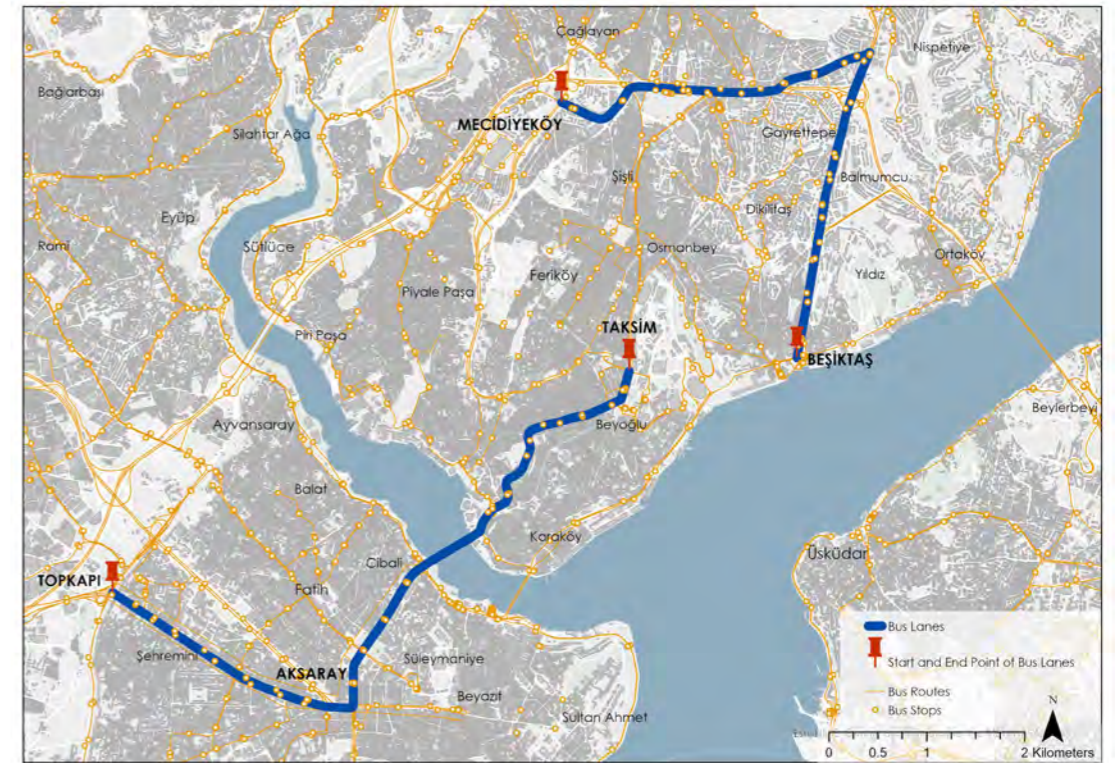 Çağlayan
Nispetiye
Bağlarbaşı
MECİDİYEKÖY
Silahtar Ağa
Gayrettepe
Şişli
Balmumcu
Eyüp
Dikilitaş
Rami
Sütlüce
Osmanbey
Ortaköy
Feriköy
Yıldız
Piyale Paşa
TAKSİM
Piri Paşa
BEŞİKTAŞ
Beylerbeyi
Ayvansaray
Beyoğlu
Balat
Karaköy
Üsküdar
Cibali
TOPKAPI
Fatih
Şehremini
AKSARAY
Süleymaniye
Beyazıt
Sultan Ahmet
Bus Lanes
Start and End Point of Bus Lanes
Bus Routes
Bus Stops
N
0 0.5 1 2 Kilometers